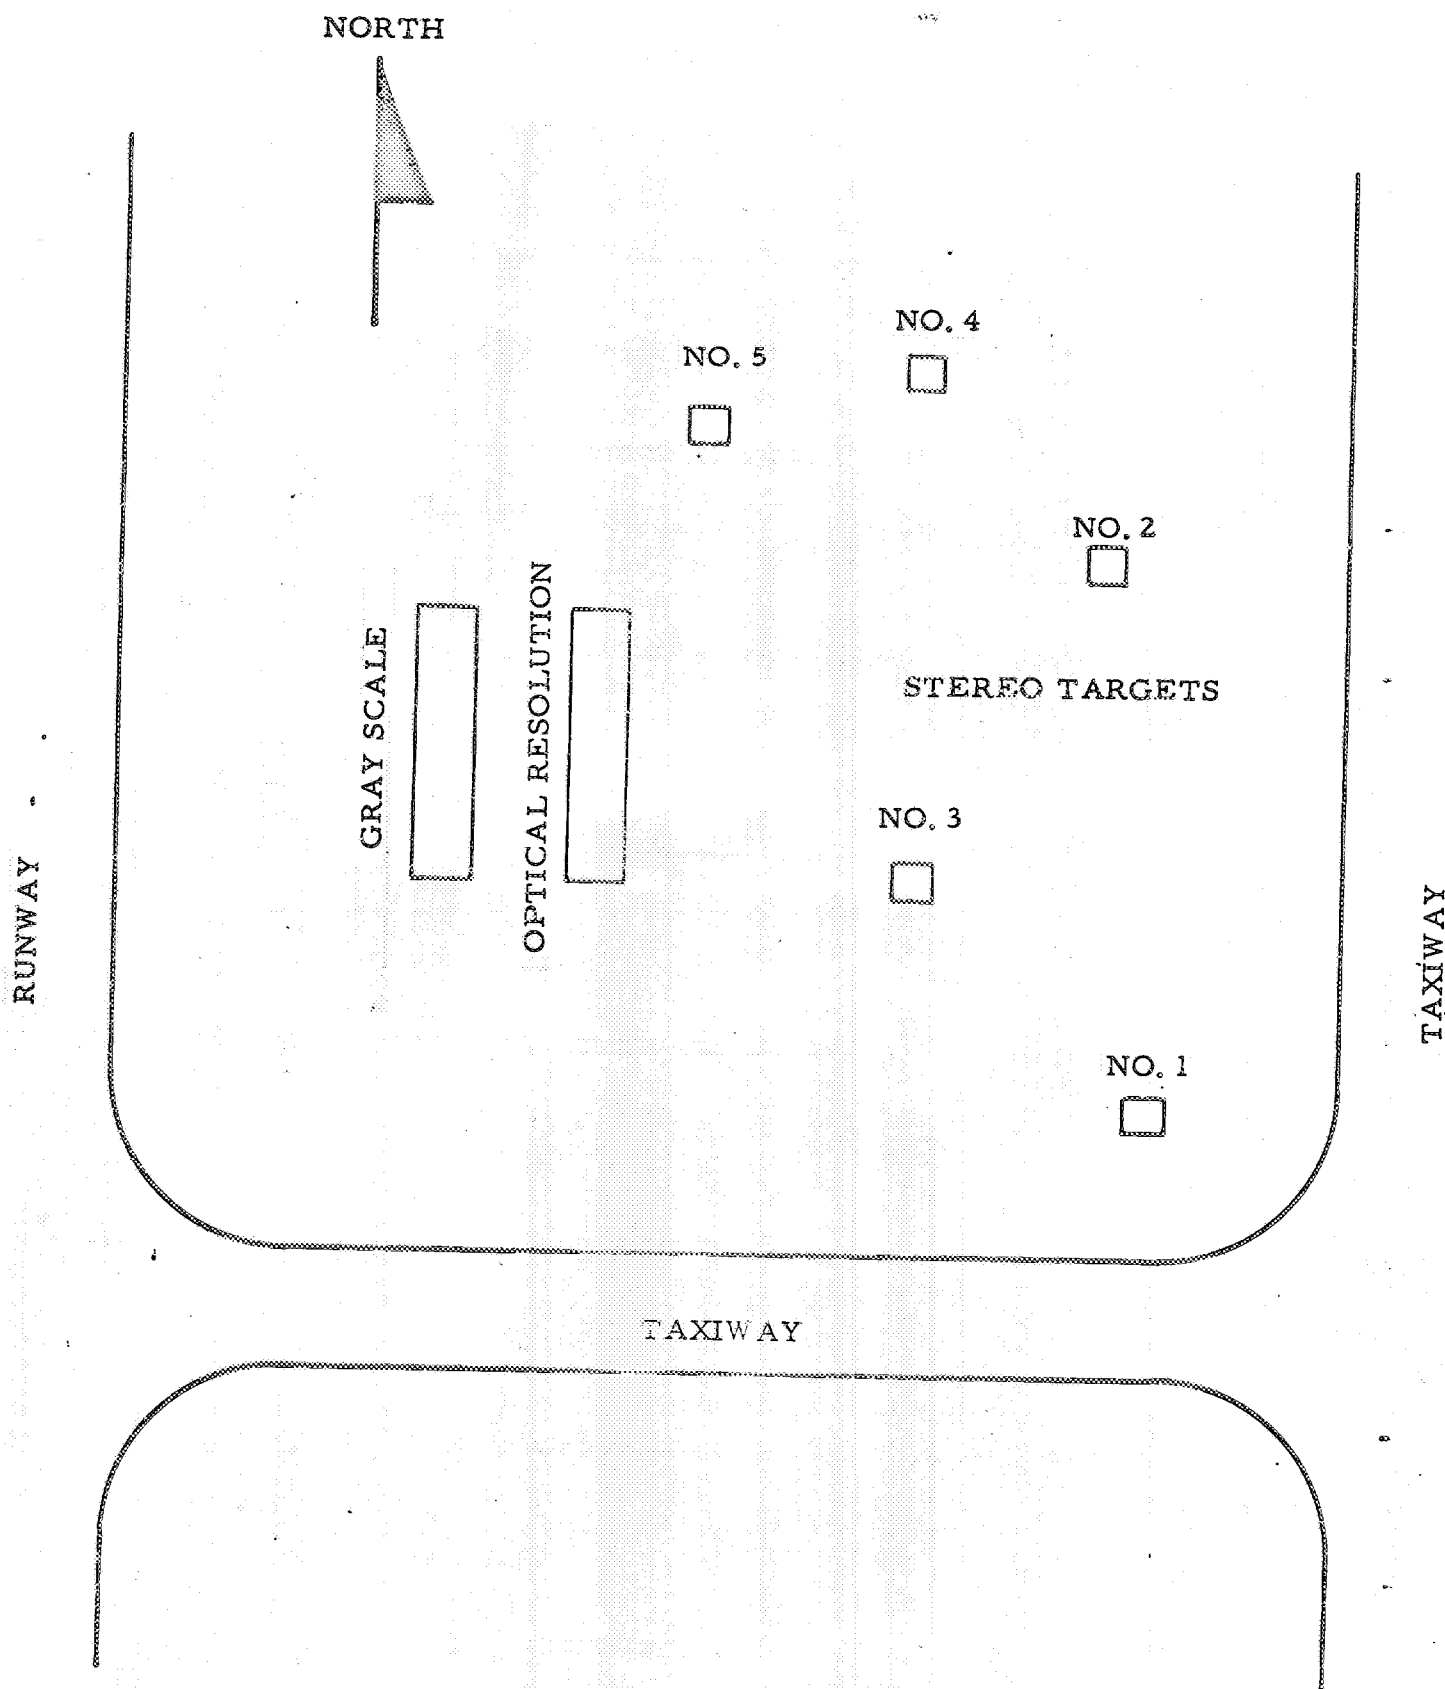 NORTH
NO. 4
NO. 5
NO. 2
GRAY SCALE
OPTICAL RESOLUTION
STEREO TARGETS
NO. 3
RUNWAY
TAXIWAY
NO. 1
TAXIWAY